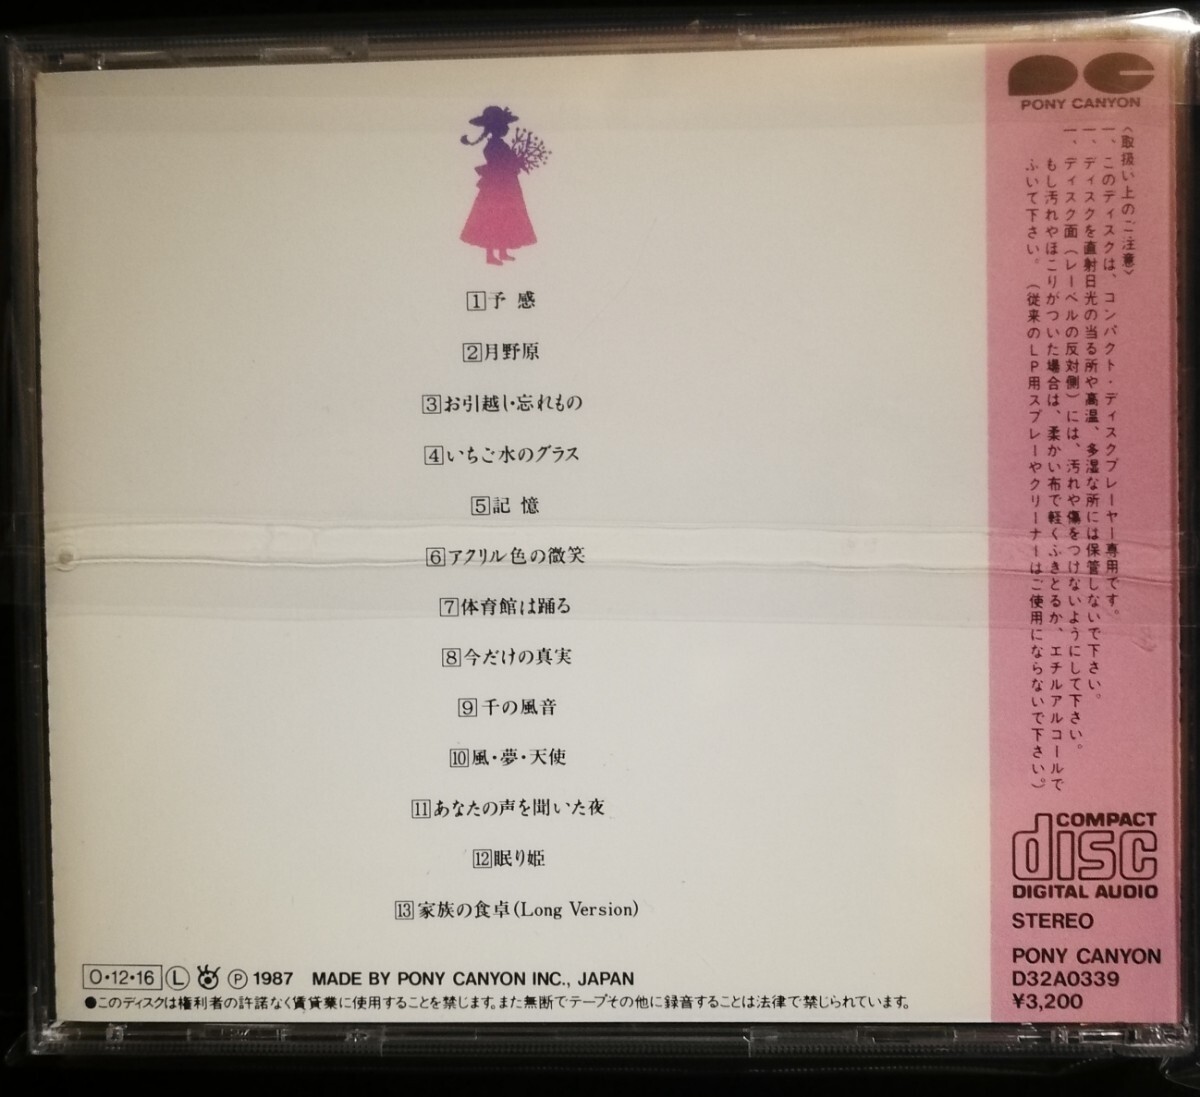 1 予 感
2 月野原
3 お引越し・忘れもの
4 いちご水のグラス
5 記 憶
6 アクリル色の微笑
7 体育館は踊る
8 今だけの真実
9 千の風音
10 風・夢・天使
11 あなたの声を聞いた夜
12 眠り姫
13 家族の食卓(Long Version)
O・12・16 L Ⓟ 1987 MADE BY PONY CANYON INC., JAPAN
●このディスクは権利者の許諾なく賃貸業に使用することを禁じます。また無断でテープその他に録音することは法律で禁じられています。
PONY CANYON
〈取扱い上のご注意〉
一、このディスクは、コンパクト・ディスクプレーヤー専用です。
一、ディスクを直射日光の当る所や高温、多湿な所には保管しないで下さい。
一、ディスク面(レーベルの反対側)には、汚れや傷をつけないようにして下さい。
もし汚れやほこりがついた場合は、柔かい布で軽くふきとるか、エチルアルコールで
ふいて下さい。(従来のLP用スプレーやクリーナーはご使用にならないで下さい。)
COMPACT
disc
DIGITAL AUDIO
STEREO
PONY CANYON
D32A0339
¥3,200